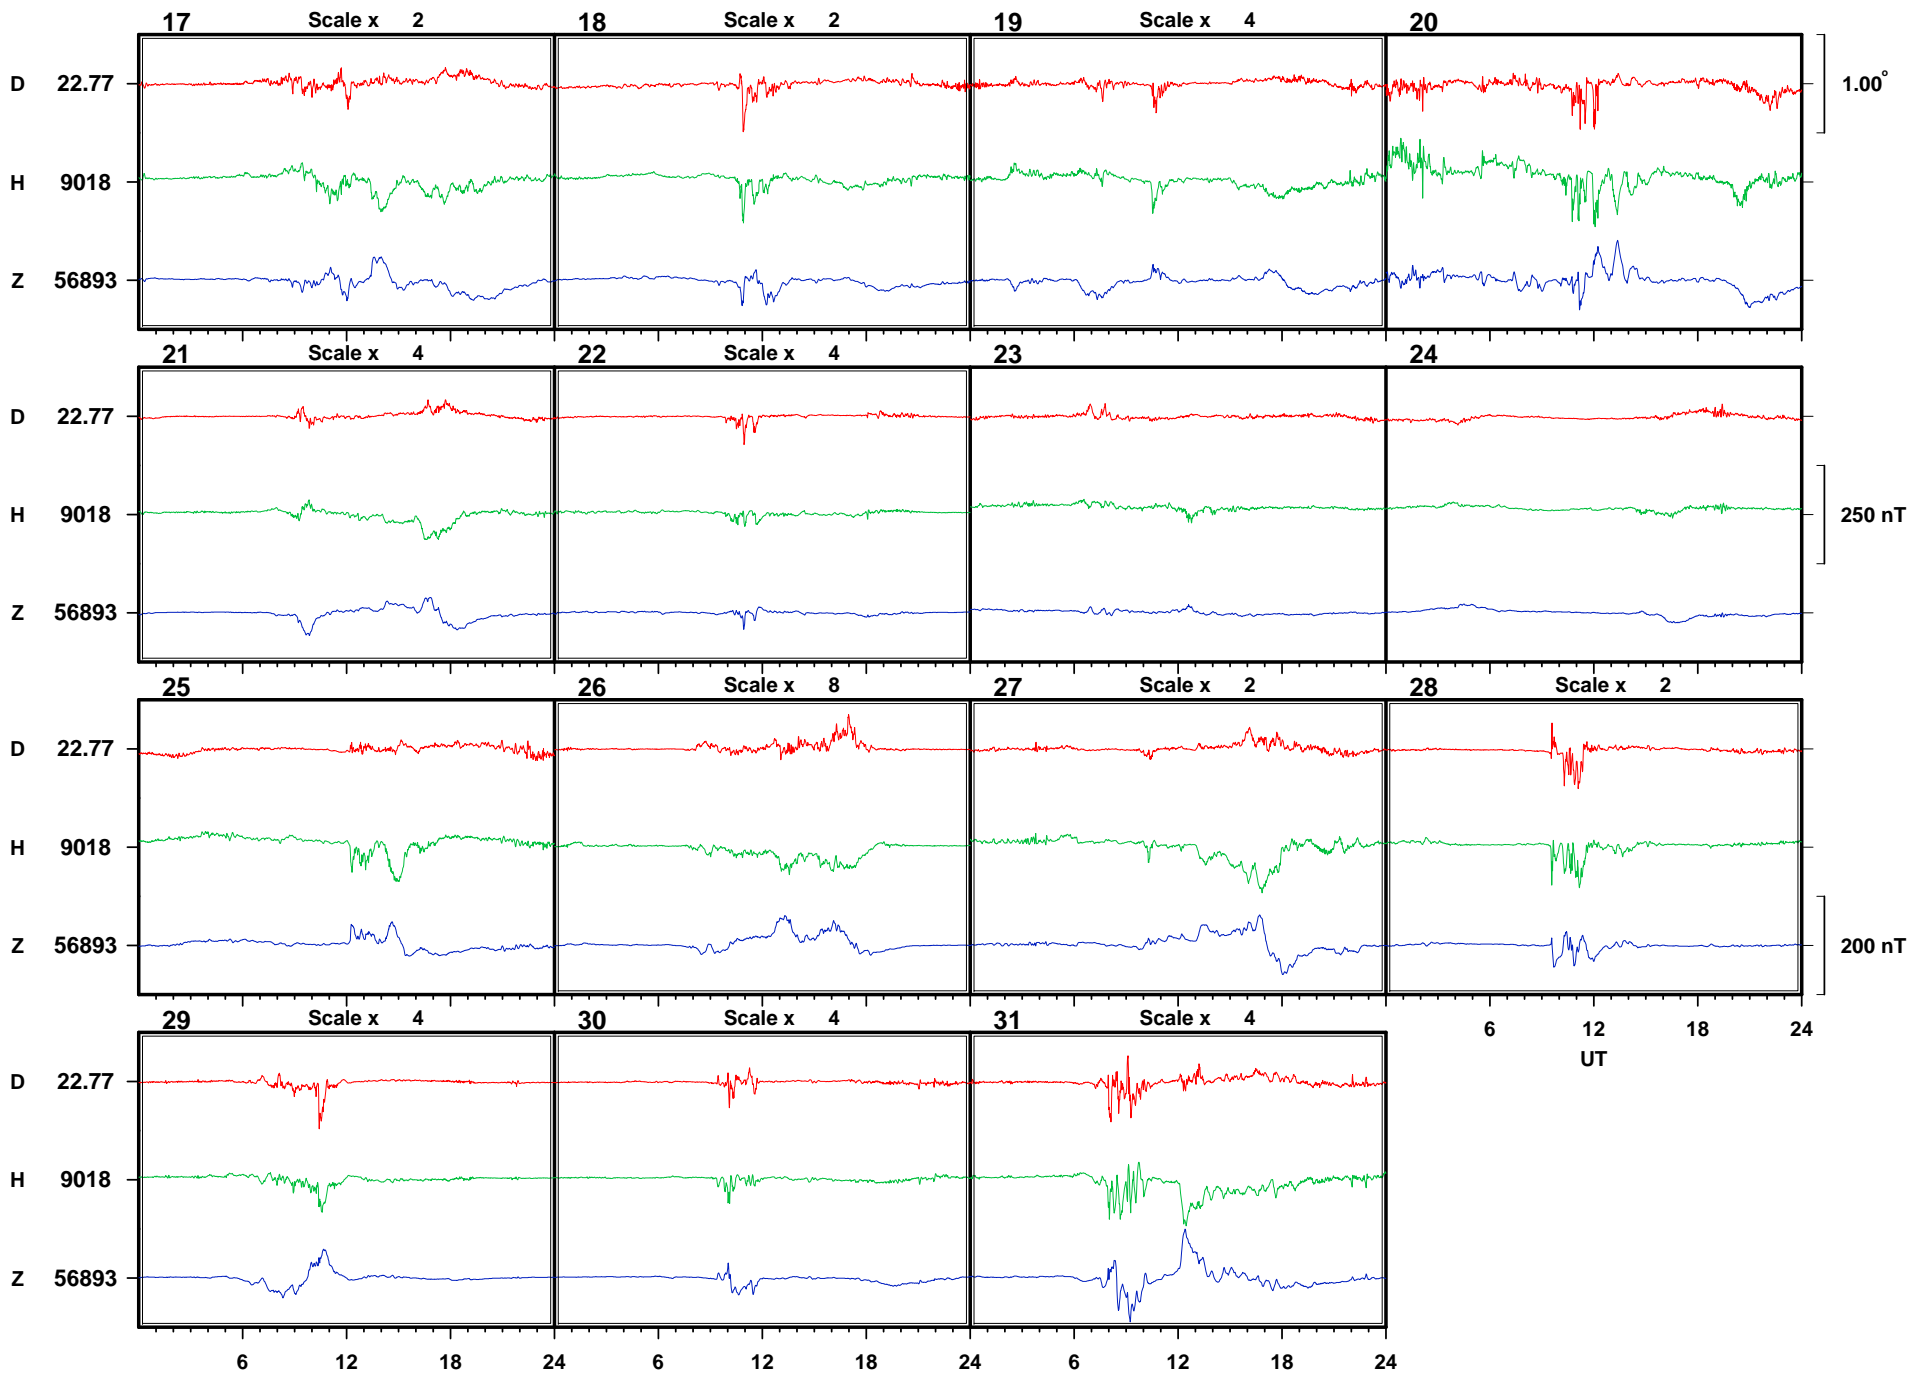 17 Scale x 2 18 Scale x 2 19 Scale x 4 20
D 22.77 1.00°
H 9018
Z 56893
21 Scale x 4 22 Scale x 4 23 24
D 22.77
H 9018 250 nT
Z 56893
25 26 Scale x 8 27 Scale x 2 28 Scale x 2
D 22.77
H 9018
Z 56893 200 nT
29 Scale x 4 30 Scale x 4 31 Scale x 4 6 12 18 24
UT
D 22.77
H 9018
Z 56893
6 12 18 24 6 12 18 24 6 12 18 24